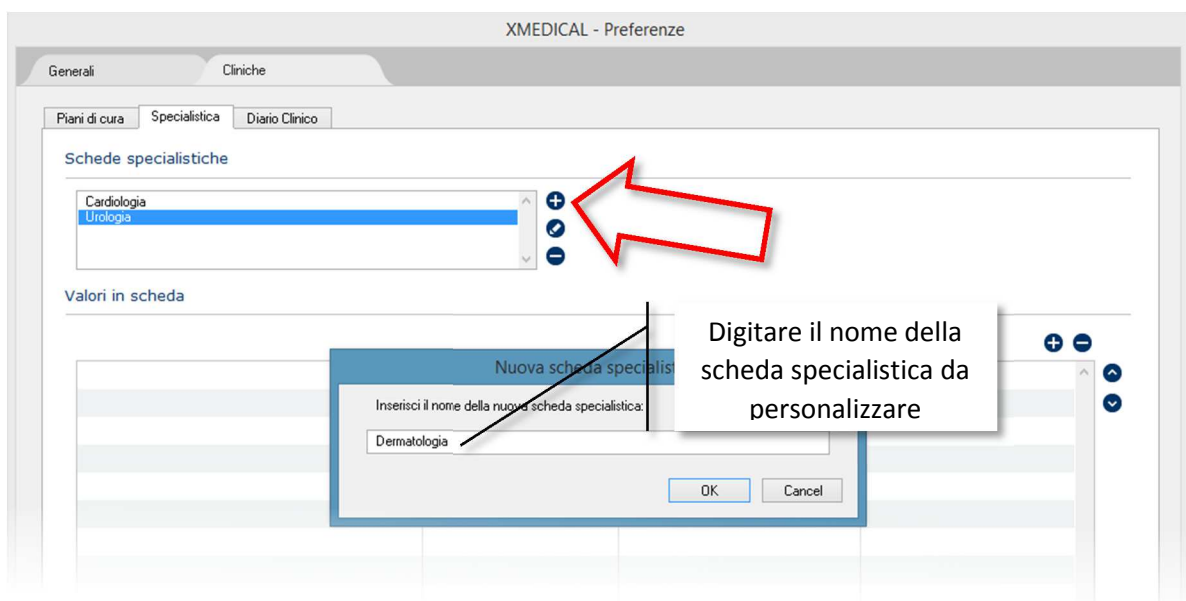 XMEDICAL - Preferenze
Generali
Cliniche
Piani di cura
Specialistica
Diario Clinico
Schede specialistiche
Cardiologia
Urologia
Valori in scheda
Digitare il nome della
scheda specialistica da
personalizzare
Nuova scheda
Inserisci il nome della nuova scheda specialistica:
Dermatologia
OK
Cancel